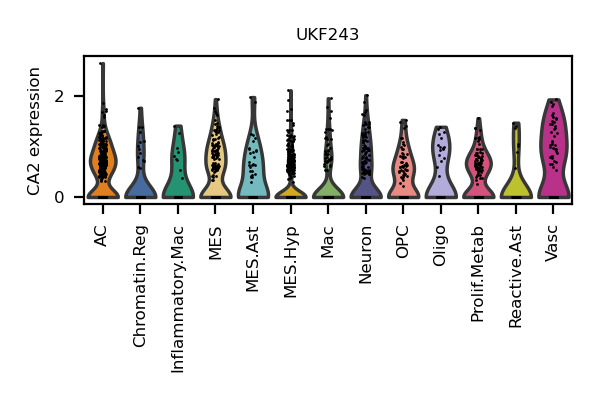 UKF243
CA2 expression
2
0
AC
Chromatin.Reg
Inflammatory.Mac
MES
MES.Ast
MES.Hyp
Mac
Neuron
OPC
Oligo
Prolif.Metab
Reactive.Ast
Vasc